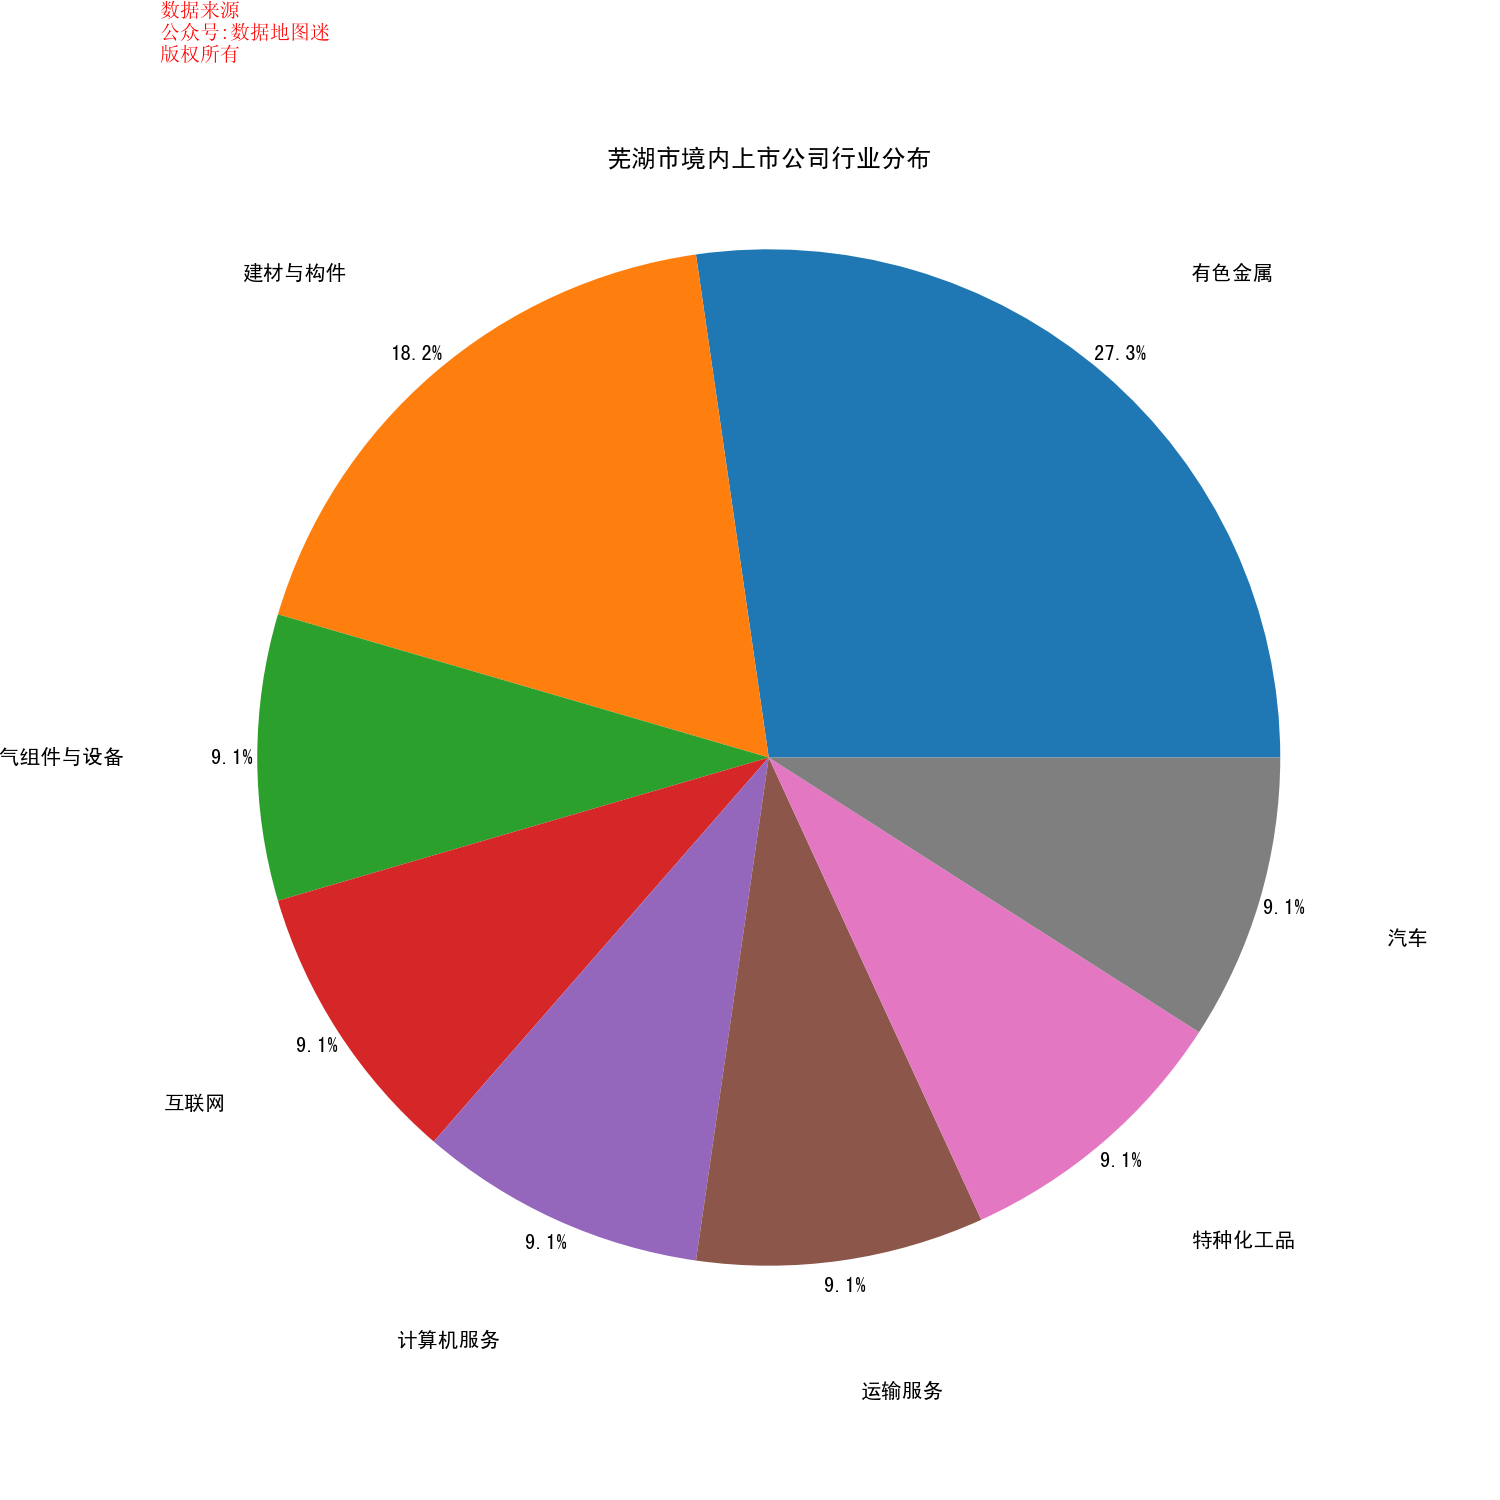 数据来源
公众号:数据地图迷
版权所有
芜湖市境内上市公司行业分布
建材与构件
有色金属
18.2%
27.3%
气组件与设备
9.1%
9.1%
汽车
9.1%
互联网
9.1%
特种化工品
9.1%
9.1%
计算机服务
运输服务